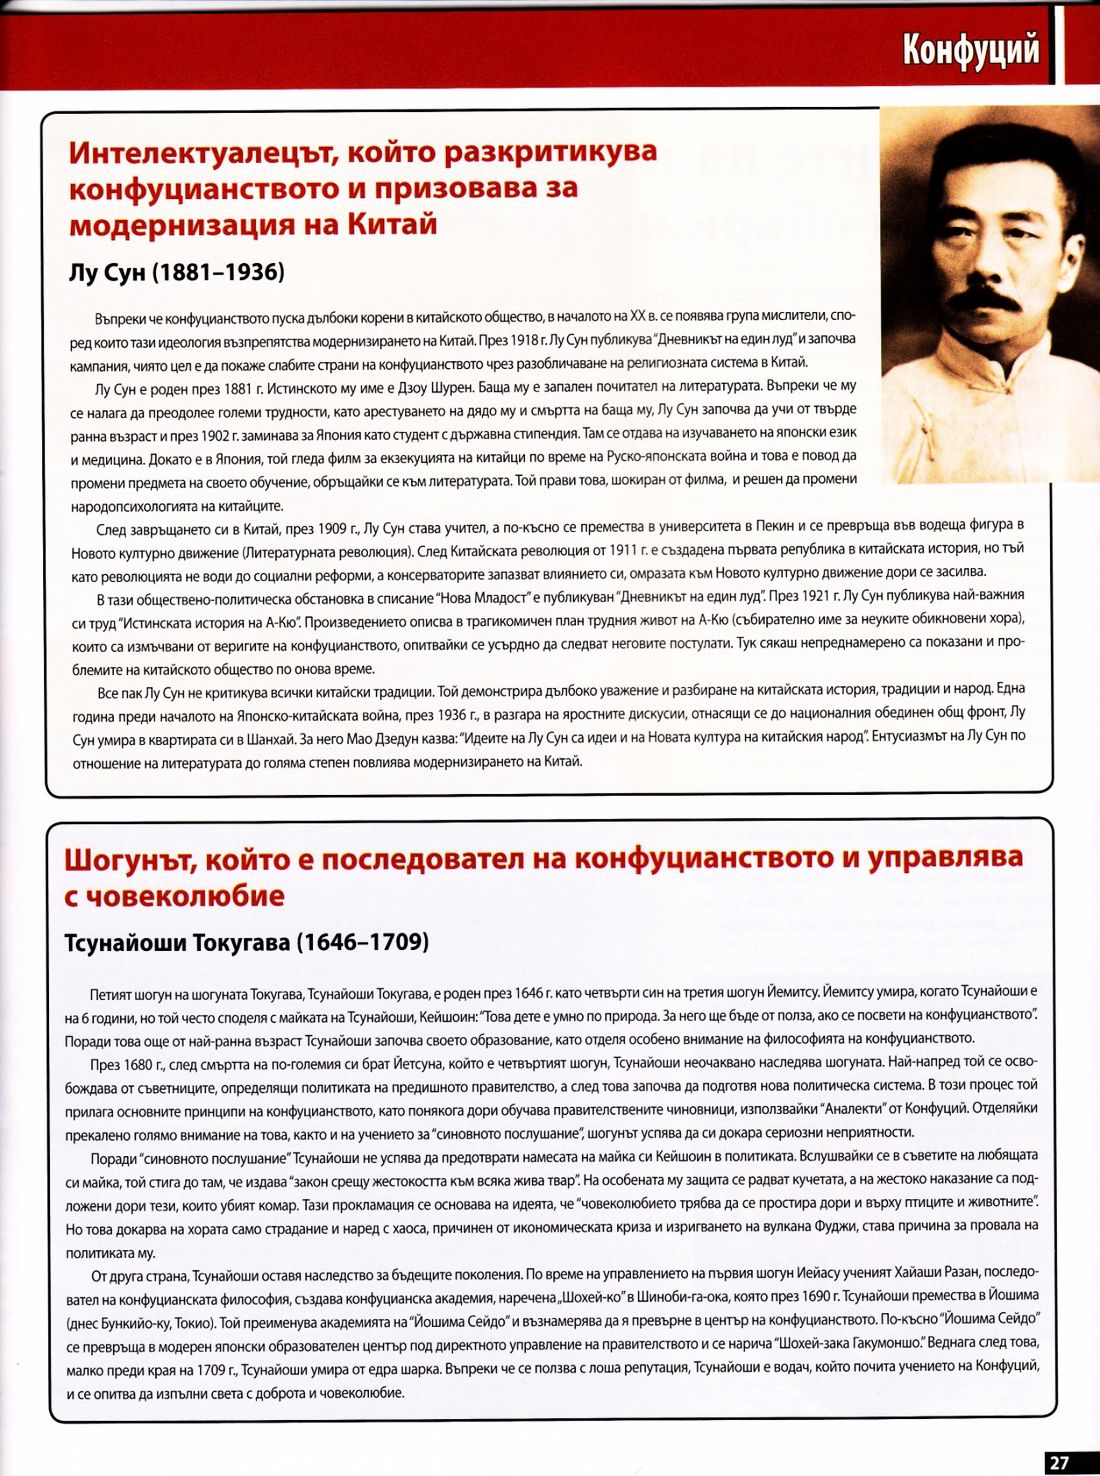 Конфуций
Интелектуалецът, който разкритикува
конфуцианството и призовава за
модернизация на Китай
Лу Сун (1881–1936)
Въпреки че конфуцианството пуска дълбоки корени в китайското общество, в началото на XX в. се появява група мислители, спо-
ред които тази идеология възпрепятства модернизирането на Китай. През 1918 г. Лу Сун публикува “Дневникът на един луд” и започва
кампания, чиято цел е да покаже слабите страни на конфуцианството чрез разобличаване на религиозната система в Китай.
Лу Сун е роден през 1881 г. Истинското му име е Дзоу Шурен. Баща му е запален почитател на литературата. Въпреки че му
се налага да преодолее големи трудности, като арестуването на дядо му и смъртта на баща му, Лу Сун започва да учи от твърде
ранна възраст и през 1902 г. заминава за Япония като студент с държавна стипендия. Там се отдава на изучаването на японски език
и медицина. Докато е в Япония, той гледа филм за екзекуцията на китайци по време на Руско-японската война и това е повод да
промени предмета на своето обучение, обръщайки се към литературата. Той прави това, шокиран от филма, и решен да промени
народопсихологията на китайците.
След завръщането си в Китай, през 1909 г., Лу Сун става учител, а по-късно се премества в университета в Пекин и се превръща във водеща фигура в
Новото културно движение (Литературната революция). След Китайската революция от 1911 г. е създадена първата република в китайската история, но тъй
като революцията не води до социални реформи, а консерваторите запазват влиянието си, омразата към Новото културно движение дори се засилва.
В тази обществено-политическа обстановка в списание “Нова Младост” е публикуван “Дневникът на един луд”. През 1921 г. Лу Сун публикува най-важния
си труд “Истинската история на А-Кю”. Произведението описва в трагикомичен план трудния живот на А-Кю (събирателно име за неуките обикновени хора),
които са измъчвани от веригите на конфуцианството, опитвайки се усърдно да следват неговите постулати. Тук сякаш непреднамерено са показани и про-
блемите на китайското общество по онова време.
Все пак Лу Сун не критикува всички китайски традиции. Той демонстрира дълбоко уважение и разбиране на китайската история, традиции и народ. Една
година преди началото на Японско-китайската война, през 1936 г., в разгара на яростните дискусии, отнасящи се до националния обединен общ фронт, Лу
Сун умира в квартирата си в Шанхай. За него Мао Дзедун казва: “Идеите на Лу Сун са идеи и на Новата култура на китайския народ”. Ентусиазмът на Лу Сун по
отношение на литературата до голяма степен повлиява модернизирането на Китай.
Шогунът, който е последовател на конфуцианството и управлява
с човеколюбие
Тсунайоши Токугава (1646–1709)
Петият шогун на шогуната Токугава, Тсунайоши Токугава, е роден през 1646 г. като четвърти син на третия шогун Йемитсу. Йемитсу умира, когато Тсунайоши е
на 6 години, но той често споделя с майката на Тсунайоши, Кейшоин: “Това дете е умно по природа. За него ще бъде от полза, ако се посвети на конфуцианството”.
Поради това още от най-ранна възраст Тсунайоши започва своето образование, като отделя особено внимание на философията на конфуцианството.
През 1680 г., след смъртта на по-големия си брат Йетсуна, който е четвъртият шогун, Тсунайоши неочаквано наследява шогуната. Най-напред той се осво-
бождава от съветниците, определящи политиката на предишното правителство, а след това започва да подготвя нова политическа система. В този процес той
прилага основните принципи на конфуцианството, като понякога дори обучава правителствените чиновници, използвайки “Аналекти” от Конфуций. Отделяйки
прекалено голямо внимание на това, както и на учението за “синовното послушание”, шогунът успява да си докара сериозни неприятности.
Поради “синовното послушание” Тсунайоши не успява да предотврати намесата на майка си Кейшоин в политиката. Вслушвайки се в съветите на любящата
си майка, той стига до там, че издава “закон срещу жестокостта към всяка жива твар”. На особената му защита се радват кучетата, а на жестоко наказание са под-
ложени дори тези, които убият комар. Тази прокламация се основава на идеята, че “човеколюбието трябва да се простира дори и върху птиците и животните”.
Но това докарва на хората само страдание и наред с хаоса, причинен от икономическата криза и изригването на вулкана Фуджи, става причина за провала на
политиката му.
От друга страна, Тсунайоши оставя наследство за бъдещите поколения. По време на управлението на първия шогун Иейасу ученият Хайаши Разан, последо-
вател на конфуцианската философия, създава конфуцианска академия, наречена „Шохей-ко” в Шиноби-га-ока, която през 1690 г. Тсунайоши премества в Йошима
(днес Бункийо-ку, Токио). Той преименува академията на “Йошима Сейдо” и възнамерява да я превърне в център на конфуцианството. По-късно “Йошима Сейдо”
се превръща в модерен японски образователен център под директното управление на правителството и се нарича “Шохей-зака Гакумоншо.” Веднага след това,
малко преди края на 1709 г., Тсунайоши умира от едра шарка. Въпреки че се ползва с лоша репутация, Тсунайоши е водач, който почита учението на Конфуций,
и се опитва да изпълни света с доброта и човеколюбие.
27